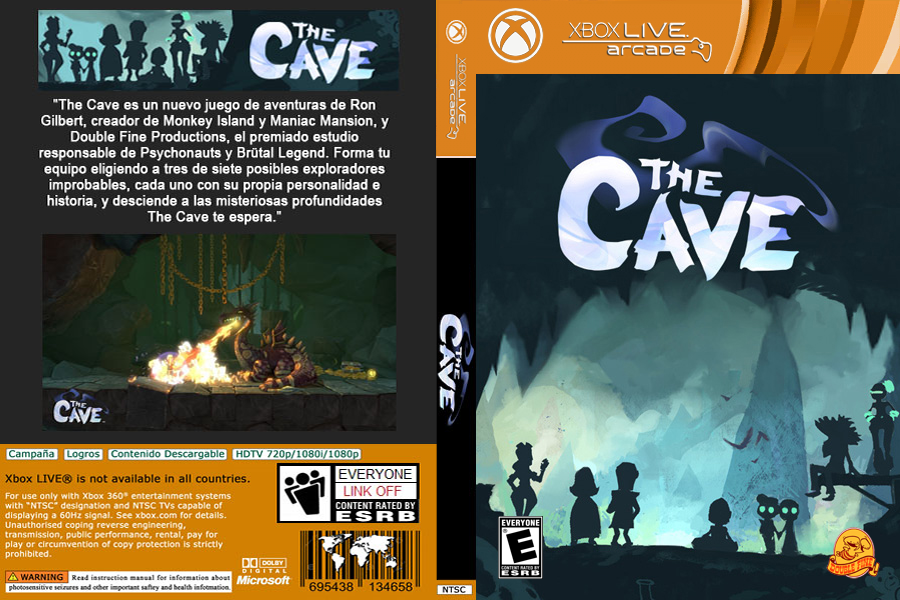 THE
CAVE
"The Cave es un nuevo juego de aventuras de Ron
Gilbert, creador de Monkey Island y Maniac Mansion, y
Double Fine Productions, el premiado estudio
responsable de Psychonauts y Brütal Legend. Forma tu
equipo eligiendo a tres de siete posibles exploradores
improbables, cada uno con su propia personalidad e
historia, y desciende a las misteriosas profundidades
The Cave te espera."
THE
CAVE
Campaña Logros Contenido Descargable HDTV 720p/1080i/1080p
Xbox LIVE® is not available in all countries.
For use only with Xbox 360® entertainment systems
with "NTSC" designation and NTSC TVs capable of
displaying a 60Hz signal. See xbox.com for details.
Unauthorised coping reverse engineering,
transmission, public performance, rental, pay for
play or circumvention of copy protection is strictly
prohibited.
WARNING Read instruction manual for information about
photosensitive seizures and other important saftey and health infotmation.
EVERYONE
LINK OFF
CONTENT RATED BY
ESRB
DOLBY
DIGITAL
Microsoft
695438 134658
XBOX LIVE
arcade
THE
CAVE
NTSC
XBOX LIVE.
arcade
THE
CAVE
EVERYONE
E
CONTENT RATED BY
ESRB
DOUBLE FINE